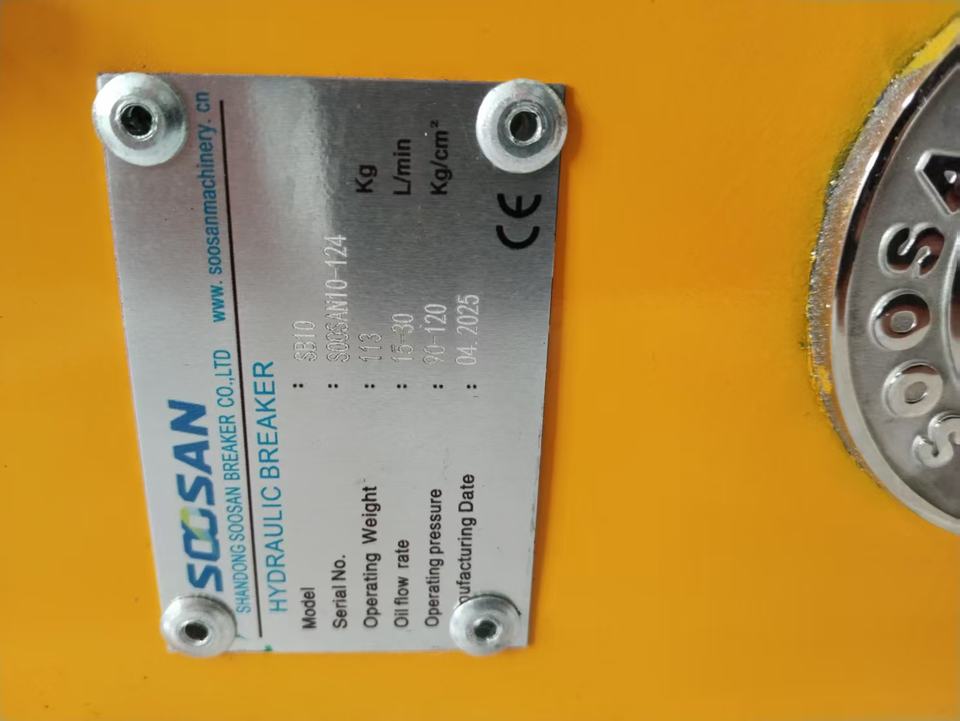 SOOSAN
SHANDONG SOOSAN BREAKER CO.,LTD www.soosanmachinery.cn
HYDRAULIC BREAKER
Model : SB10
Serial No. : SOOSAN10-124
Operating Weight : 113 Kg
Oil flow rate : 15-30 L/min
Operating pressure : 90-120 Kg/cm²
nufacturing Date : 04.2025
CE
SOOSA